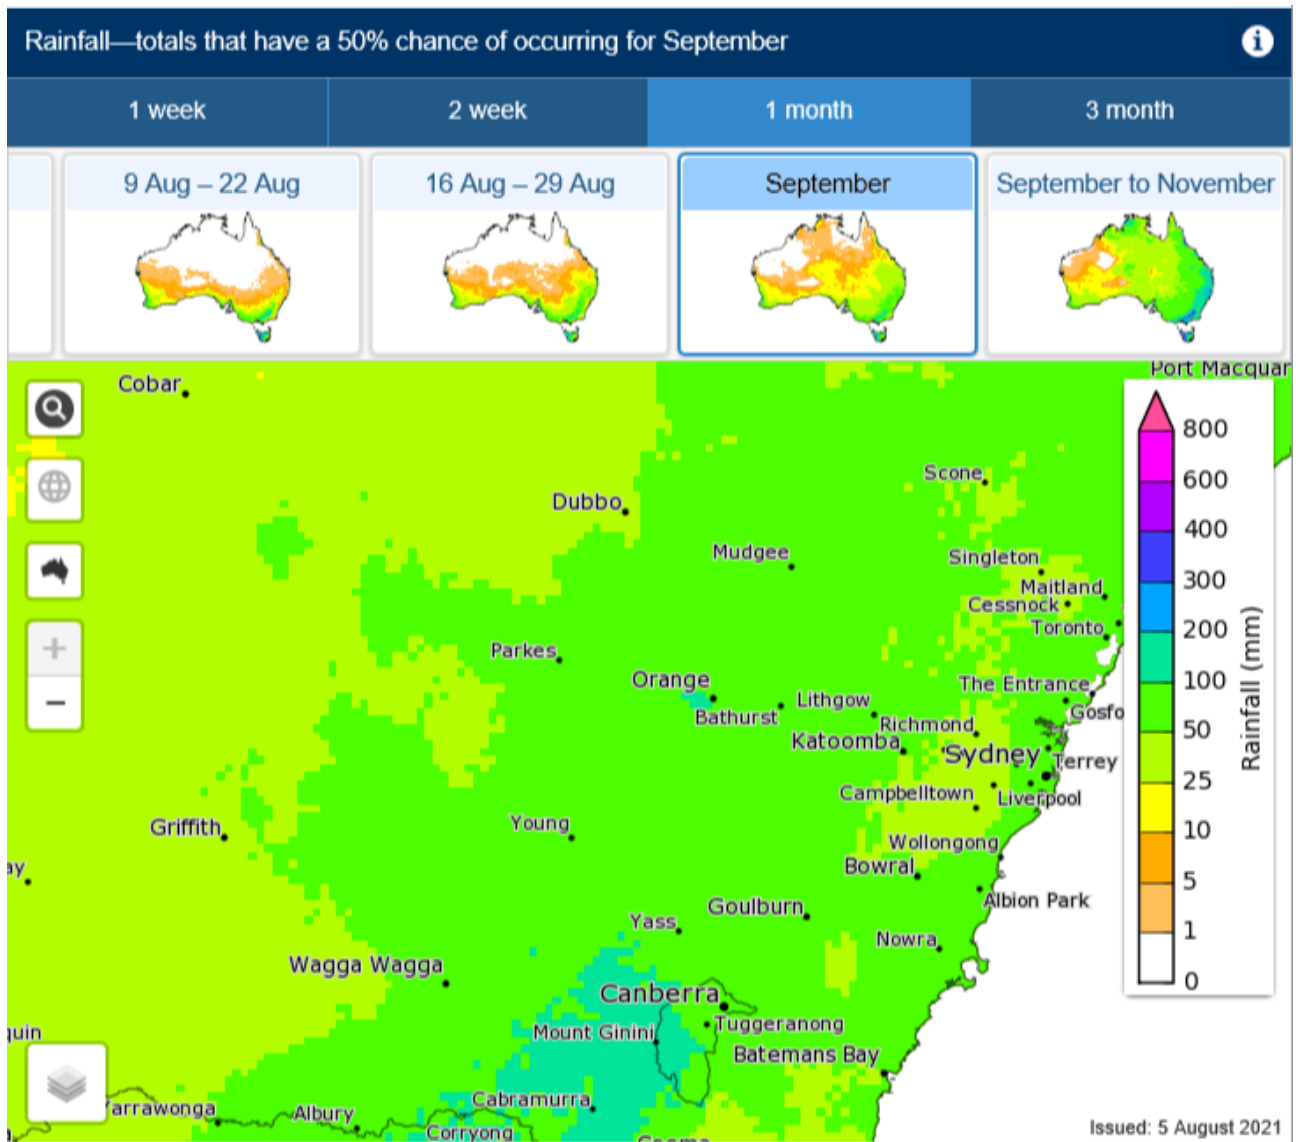 Rainfall—totals that have a 50% chance of occurring for September
i
1 week
2 week
1 month
3 month
9 Aug – 22 Aug
16 Aug – 29 Aug
September
September to November
Port Macquar
Cobar
800
Scone
600
Dubbo
400
Mudgee
Singleton
300
Maitland
Cessnock
Toronto
200
Parkes
Orange
The Entrance
100
Lithgow
Bathurst
Richmond
Gosfo
50
Katoomba
Sydney
Terrey
25
Campbelltown
Liverpool
Griffith
Young
10
Wollongong
ay
Bowral
5
Albion Park
Goulburn
Yass
1
Nowra
Wagga Wagga
0
Rainfall (mm)
Canberra
quin
Mount Ginini
Tuggeranong
Batemans Bay
Cabramurra
arrawonga
Albury
Corryong
Issued: 5 August 2021